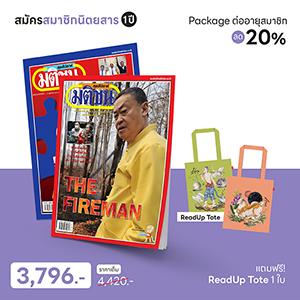 สมัครสมาชิกนิตยสาร 1ปี
Package ต่ออายุสมาชิก
ลด 20%
มติชน
มติชน
THE
FIREMAN
ReadUp Tote
3,796.-
ราคาเต็ม
4,420.-
แถมฟรี!
ReadUp Tote 1 ใบ